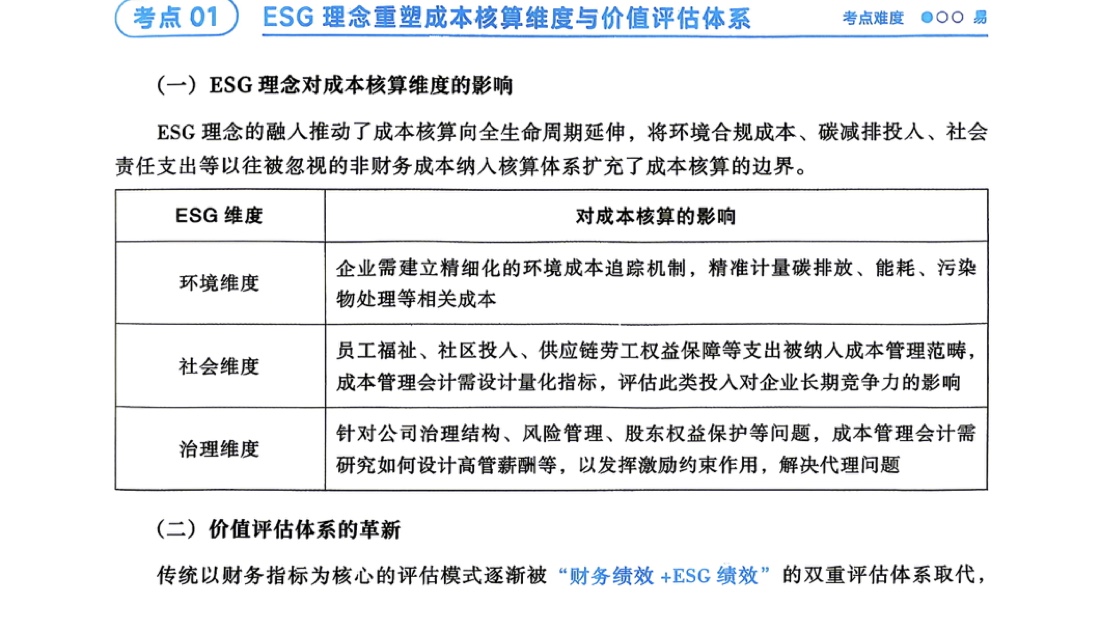 考点 01 ESG 理念重塑成本核算维度与价值评估体系 考点难度 易
（一）ESG 理念对成本核算维度的影响
ESG 理念的融入推动了成本核算向全生命周期延伸，将环境合规成本、碳减排投入、社会
责任支出等以往被忽视的非财务成本纳入核算体系扩充了成本核算的边界。
ESG 维度 对成本核算的影响
环境维度
企业需建立精细化的环境成本追踪机制，精准计量碳排放、能耗、污染
物处理等相关成本
社会维度
员工福祉、社区投入、供应链劳工权益保障等支出被纳入成本管理范畴，
成本管理会计需设计量化指标，评估此类投入对企业长期竞争力的影响
治理维度
针对公司治理结构、风险管理、股东权益保护等问题，成本管理会计需
研究如何设计高管薪酬等，以发挥激励约束作用，解决代理问题
（二）价值评估体系的革新
传统以财务指标为核心的评估模式逐渐被“财务绩效+ESG 绩效”的双重评估体系取代，